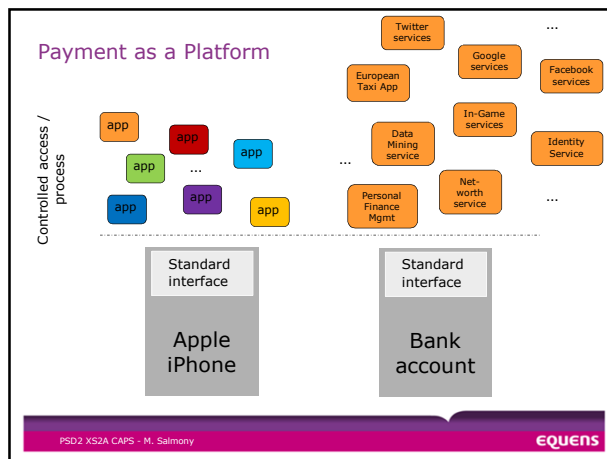 Payment as a Platform
Twitter
services
...
Google
services
Facebook
services
European
Taxi App
In-Game
services
Identity
Service
Data
Mining
service
...
Net-
worth
service
...
Personal
Finance
Mgmt
Controlled access /
process
app
app
app
app
...
app
app
app
Standard
interface
Apple
iPhone
Standard
interface
Bank
account
PSD2 XS2A CAPS - M. Salmony
EQUENS